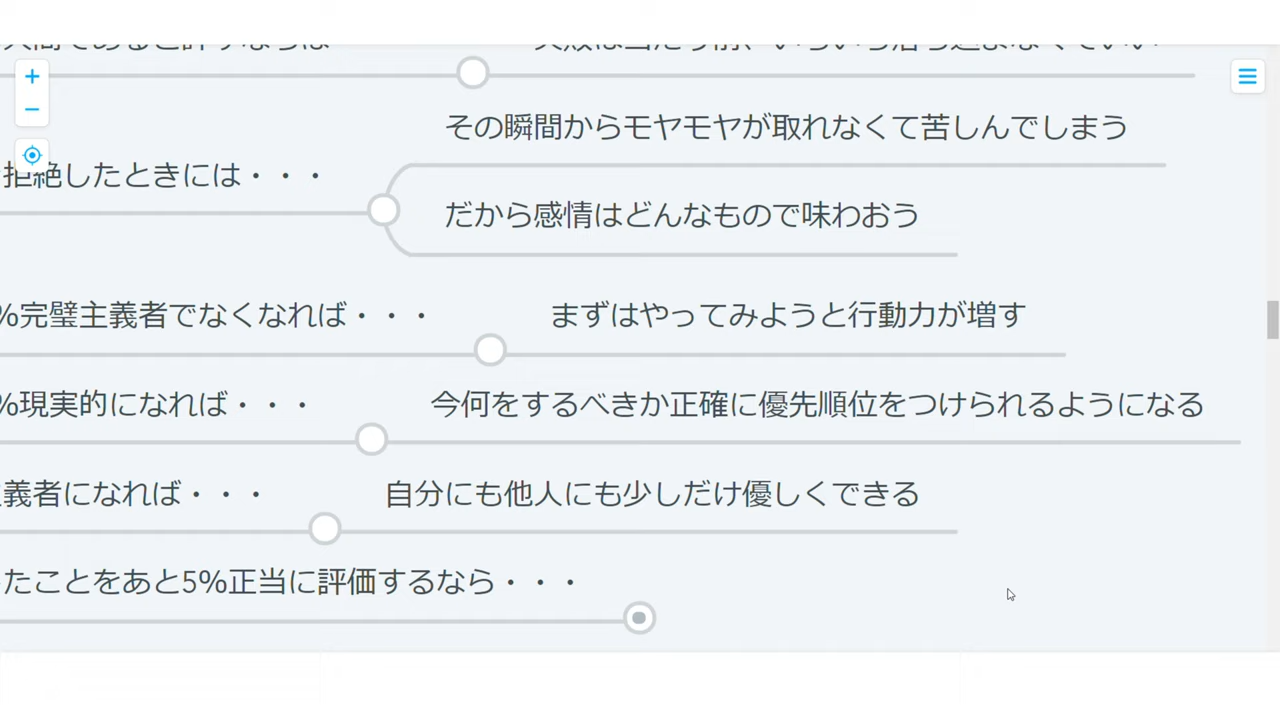 その瞬間からモヤモヤが取れなくて苦しんでしまう
拒絶したときには・・・
だから感情はどんなもので味わおう
%完璧主義者でなくなれば・・・ まずはやってみようと行動力が増す
%現実的になれば・・・ 今何をするべきか正確に優先順位をつけられるようになる
義者になれば・・・ 自分にも他人にも少しだけ優しくできる
たことをあと5%正当に評価するなら・・・